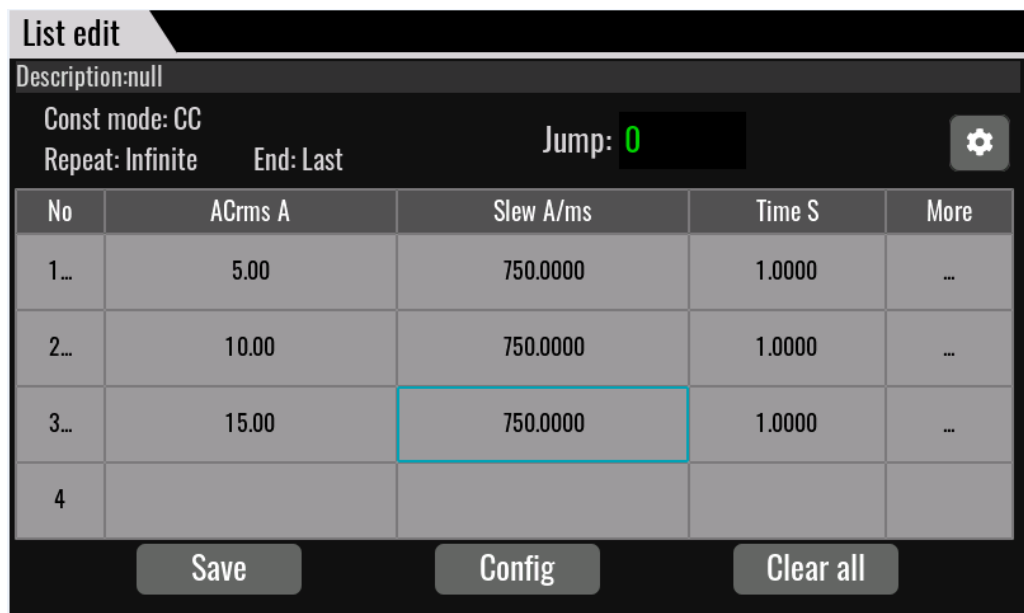 List edit
Description:null
Const mode: CC
Repeat: Infinite End: Last
Jump: 0
No ACrms A Slew A/ms Time S More
1... 5.00 750.0000 1.0000 ...
2... 10.00 750.0000 1.0000 ...
3... 15.00 750.0000 1.0000 ...
4
Save Config Clear all